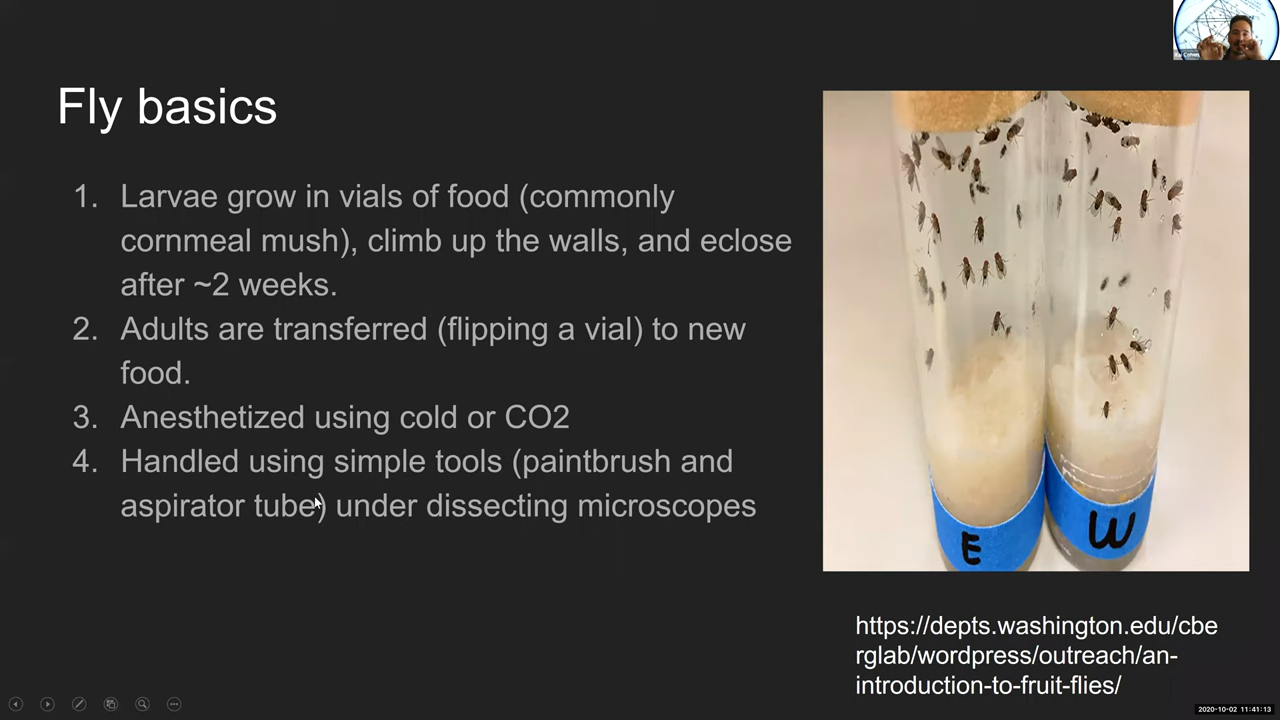 Fly basics
1. Larvae grow in vials of food (commonly
cornmeal mush), climb up the walls, and eclose
after ~2 weeks.
2. Adults are transferred (flipping a vial) to new
food.
3. Anesthetized using cold or CO2
4. Handled using simple tools (paintbrush and
aspirator tube) under dissecting microscopes
E
W
https://depts.washington.edu/cbe
rglab/wordpress/outreach/an-
introduction-to-fruit-flies/
2020-10-02 11:41:13